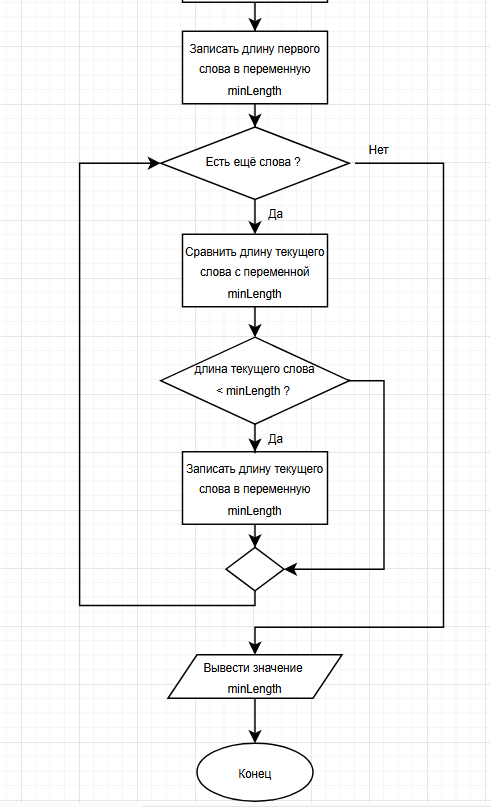 Записать длину первого
слова в переменную
minLength
Есть ещё слова ?
Нет
Да
Сравнить длину текущего
слова с переменной
minLength
длина текущего слова
< minLength ?
Да
Записать длину текущего
слова в переменную
minLength
Вывести значение
minLength
Конец